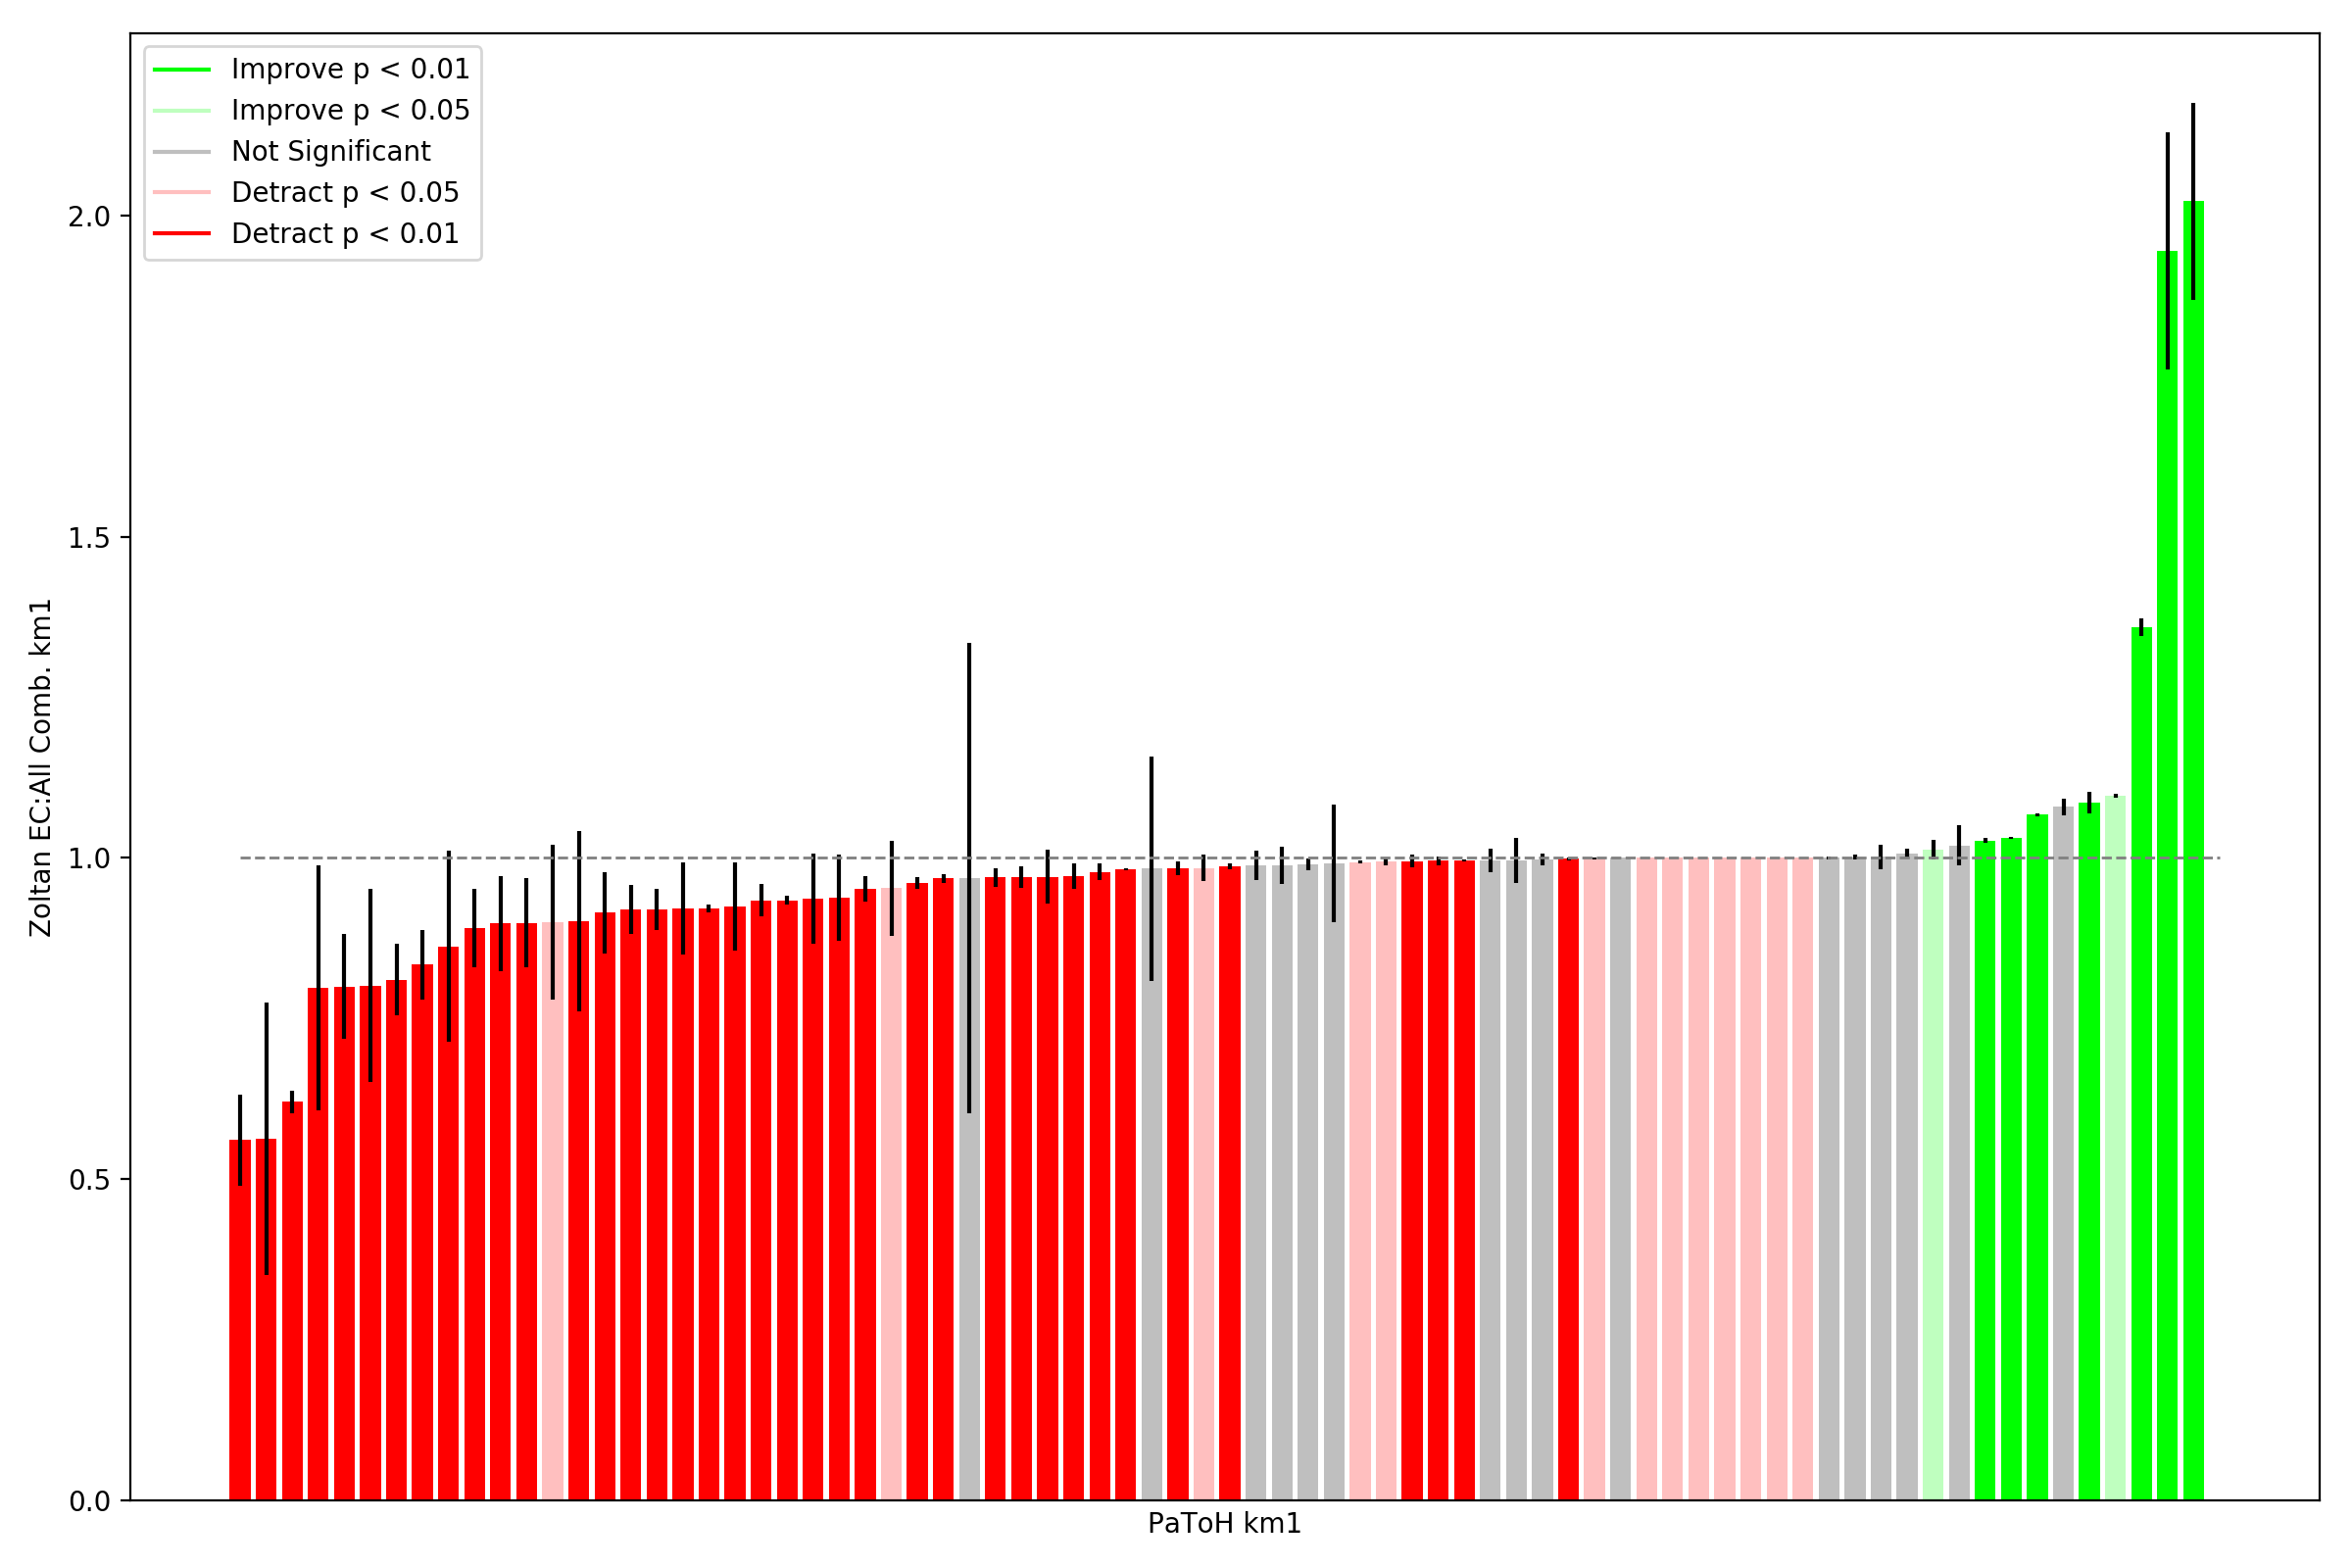 Improve p < 0.01
Improve p < 0.05
Not Significant
Detract p < 0.05
Detract p < 0.01
2.0
1.5
1.0
0.5
0.0
Zoltan EC:All Comb. km1
PaToH km1